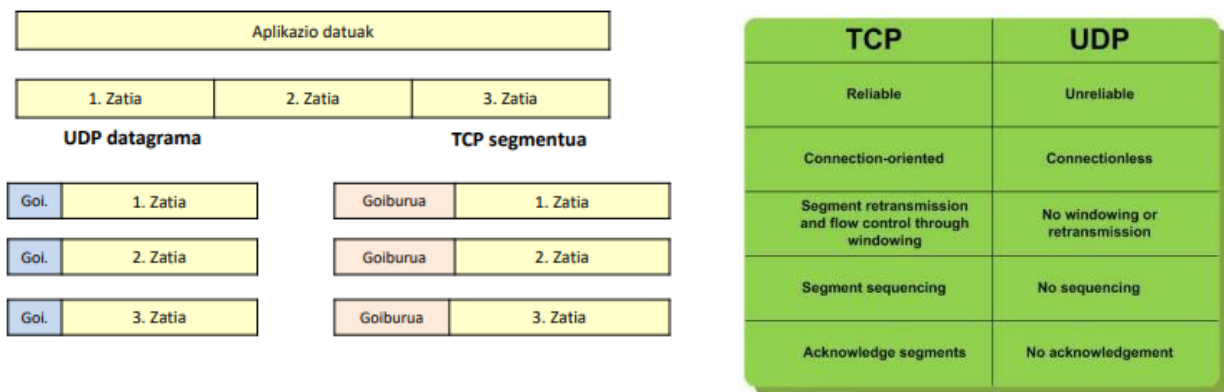 Aplikazio datuak
1. Zatia 2. Zatia 3. Zatia
UDP datagrama TCP segmentua
Goi. 1. Zatia Goiburua 1. Zatia
Goi. 2. Zatia Goiburua 2. Zatia
Goi. 3. Zatia Goiburua 3. Zatia
TCP UDP
Reliable Unreliable
Connection-oriented Connectionless
Segment retransmission
and flow control through
windowing
No windowing or
retransmission
Segment sequencing No sequencing
Acknowledge segments No acknowledgement